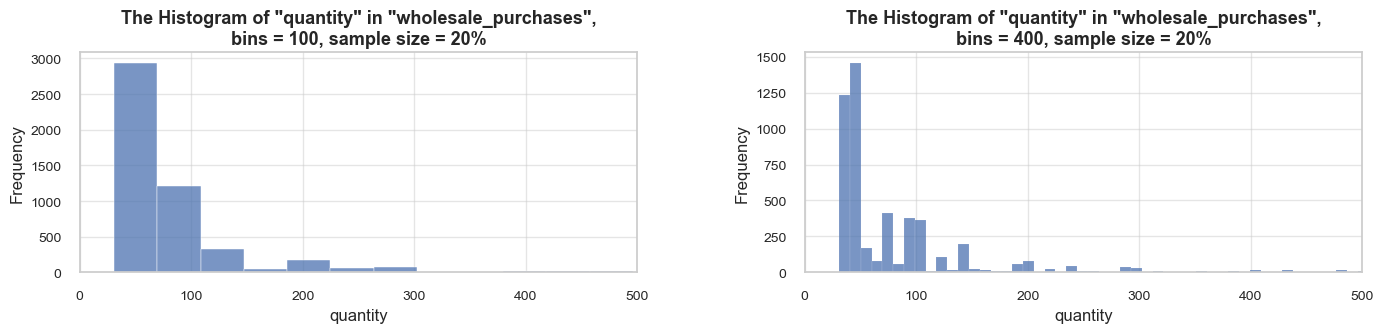 The Histogram of "quantity" in "wholesale_purchases",
bins = 100, sample size = 20%
3000
2500
2000
1500
1000
500
0
Frequency
0 100 200 300 400 500
quantity
The Histogram of "quantity" in "wholesale_purchases",
bins = 400, sample size = 20%
1500
1250
1000
750
500
250
0
Frequency
0 100 200 300 400 500
quantity